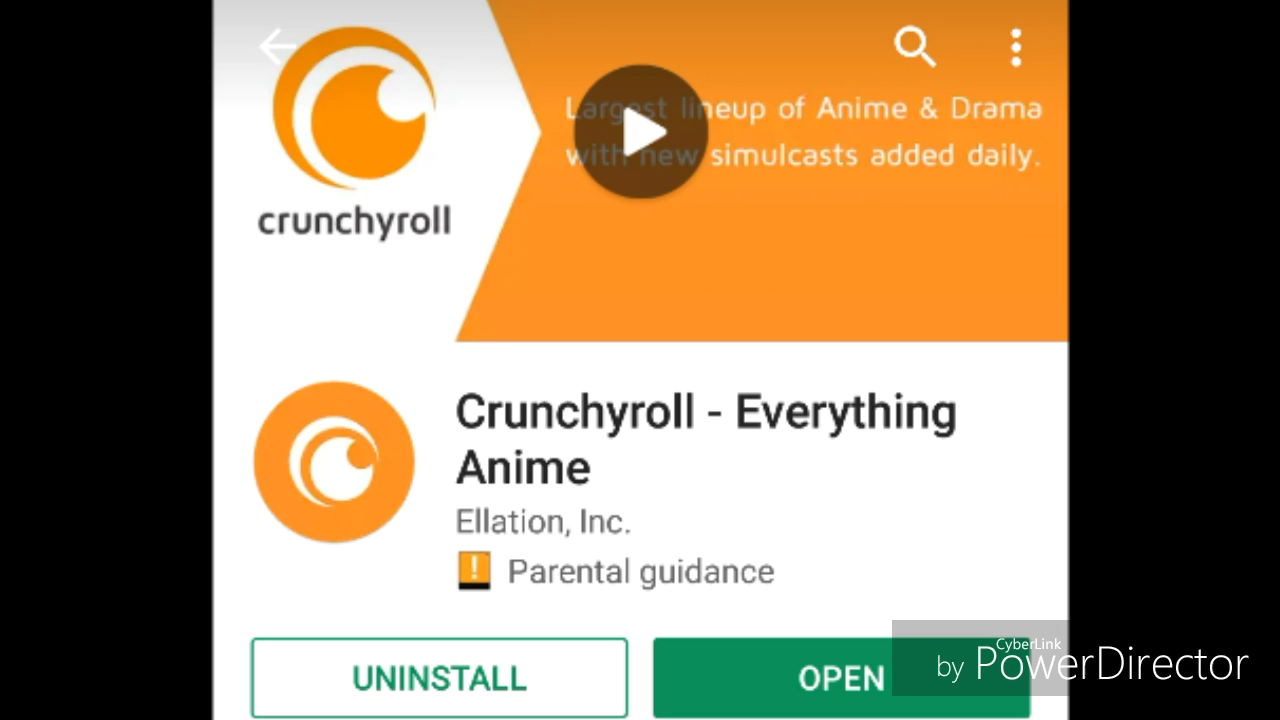 Largest lineup of Anime & Drama
with new simulcasts added daily.
crunchyroll
Crunchyroll - Everything
Anime
Ellation, Inc.
! Parental guidance
UNINSTALL
OPEN
CyberLink
by PowerDirector